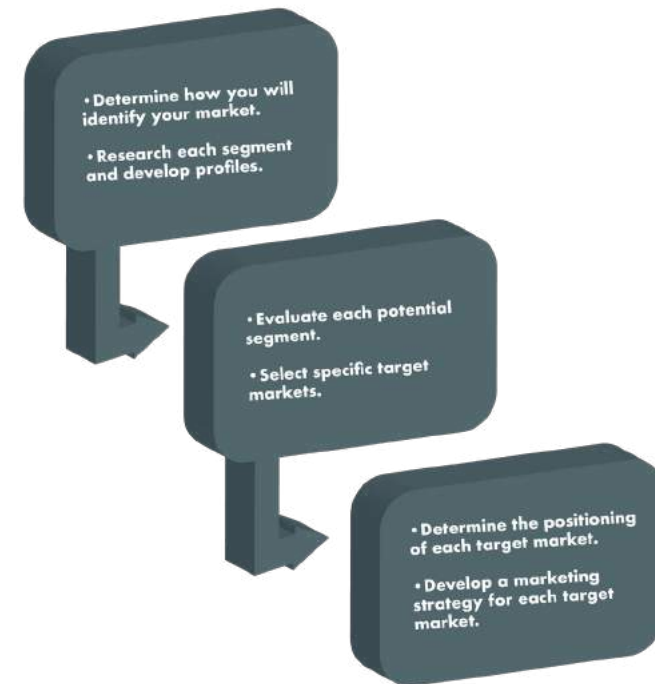 • Determine how you will
identify your market.
• Research each segment
and develop profiles.
• Evaluate each potential
segment.
• Select specific target
markets.
• Determine the positioning
of each target market.
• Develop a marketing
strategy for each target
market.